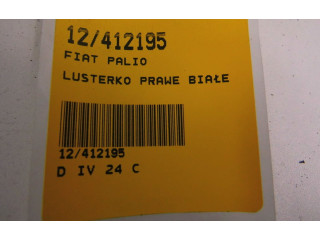 12/412195
FIAT PALIO
LUSTERKO PRAWE BIAŁE
12/412195
D IV 24 C